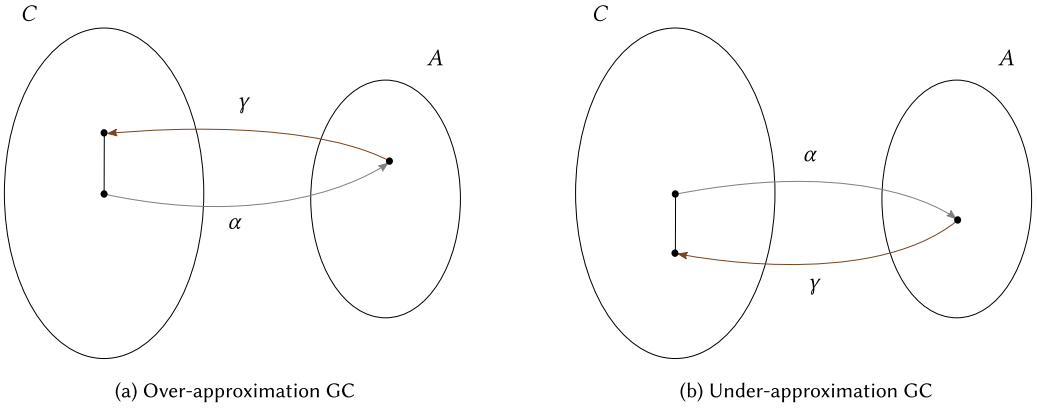 C
A
γ
α
(a) Over-approximation GC
C
A
α
γ
(b) Under-approximation GC